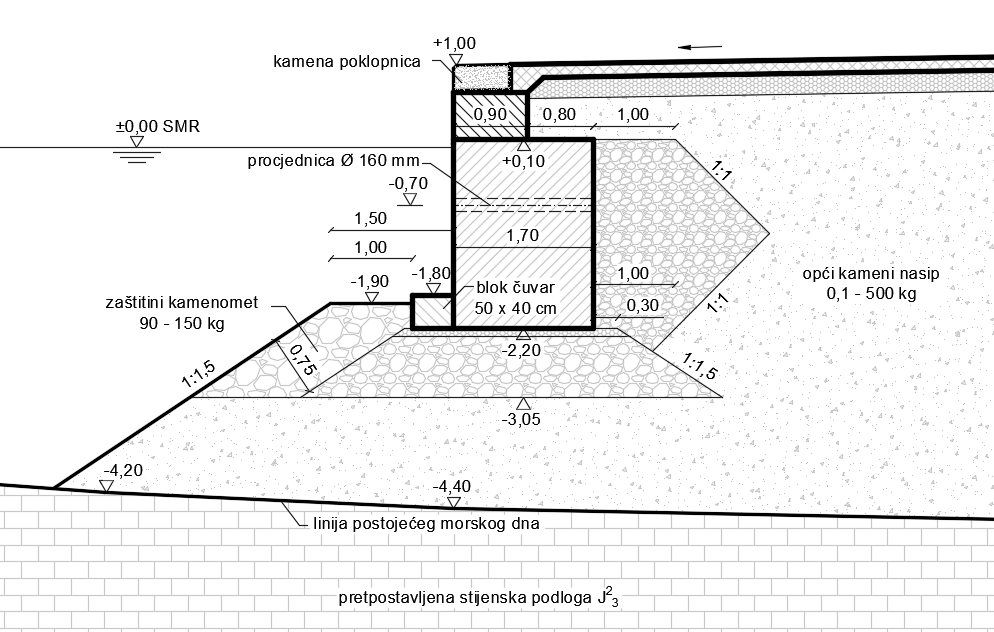 +1,00
kamena poklopnica
±0,00 SMR
0,90
0,80
1,00
+0,10
procjednica Ø 160 mm
-0,70
1:1
1,50
1,70
1,00
-1,80
-1,90
blok čuvar
50 x 40 cm
1,00
0,30
1:1
opći kameni nasip
0,1 - 500 kg
zaštitini kamenomet
90 - 150 kg
0,75
-2,20
1:1,5
1:1,5
-3,05
-4,20
-4,40
linija postojećeg morskog dna
pretpostavljena stijenska podloga J²₃